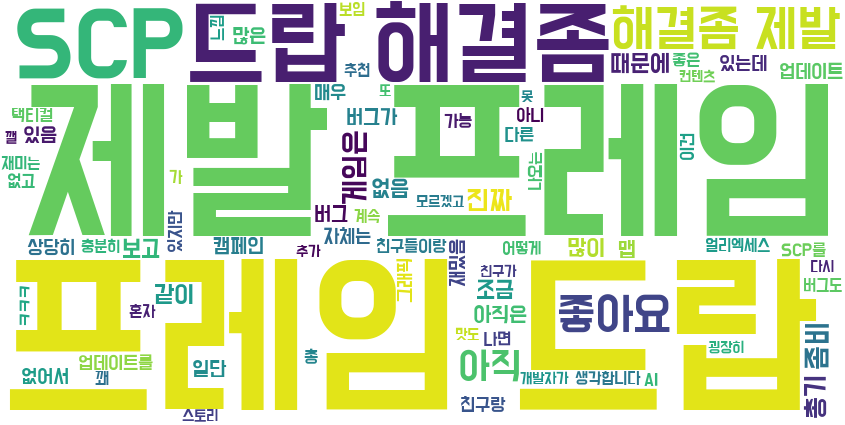 SCP
느낌
많은
드랍
보임
추천
해결좀
해결좀 제발
때문에
좋은
컨텐츠
있는데
업데이트
택티컬
깰
있음
재미는
없고
제발 프레임
매우
또
못
버그가
가능
아니
다른
이건
게임은
가
없음
모르겠고
진짜
나오는
버그
계속
있지만
상당히
충분히
보고
캠페인
추가
자체는
친구들이랑
재밌음
어떻게
많이
맵
얼리엑세스
SCP를
다시
버그도
프레임 드랍
ㅋㅋㅋ
같이
혼자
그래픽
친구가
조금
아직은
좋아요
좀비
업데이트를
없어서
꽤
일단
총
맛도
나면
아직
굉장히
개발자가
생각합니다
AI
총기
스토리
친구랑